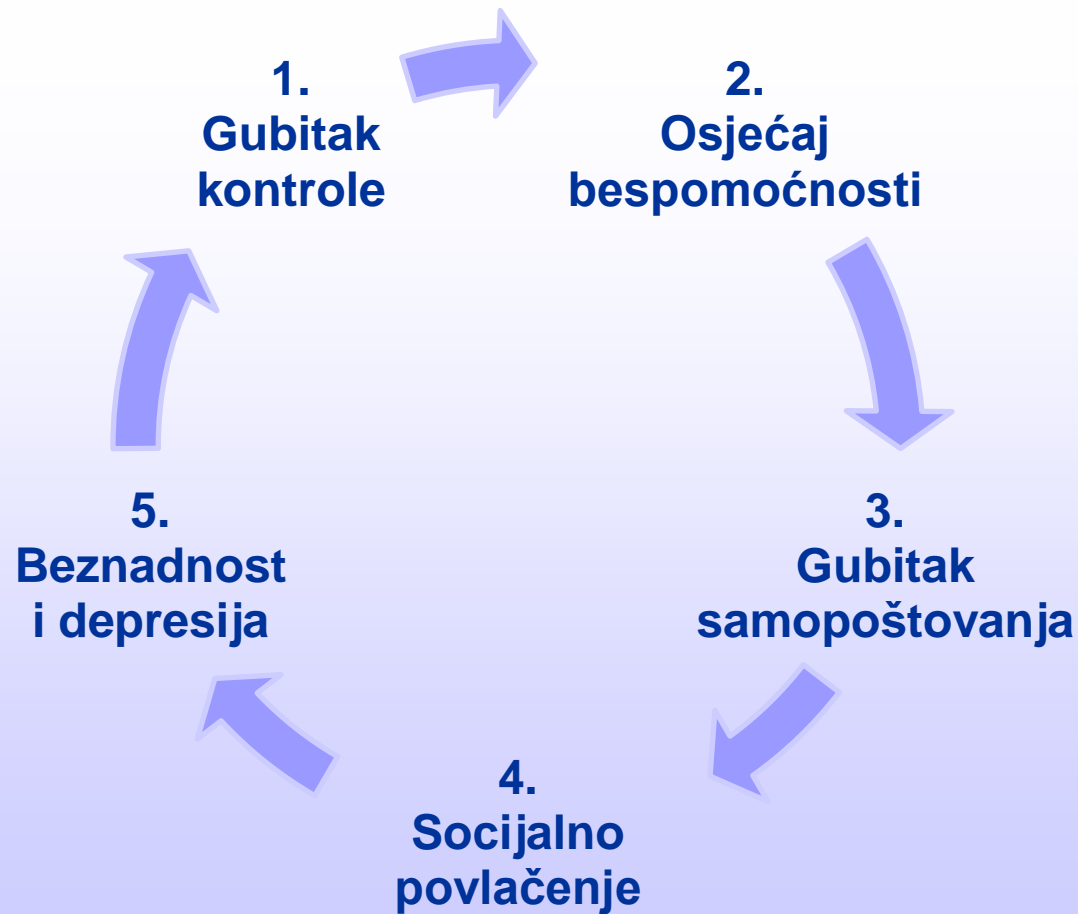 1.
Gubitak
kontrole
2.
Osjećaj
bespomoćnosti
3.
Gubitak
samopoštovanja
4.
Socijalno
povlačenje
5.
Beznadnost
i depresija